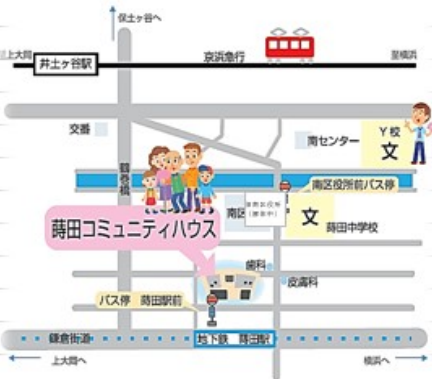 保土ヶ谷へ
上大岡
井土ヶ谷駅
京浜急行
至横浜
交番
南センター
Y校
文
鶴巻橋
南区役所前バス停
南区
文
蒔田中学校
蒔田コミュニティハウス
歯科
皮膚科
バス停 蒔田駅前
鎌倉街道
地下鉄 蒔田駅
上大岡へ
横浜へ